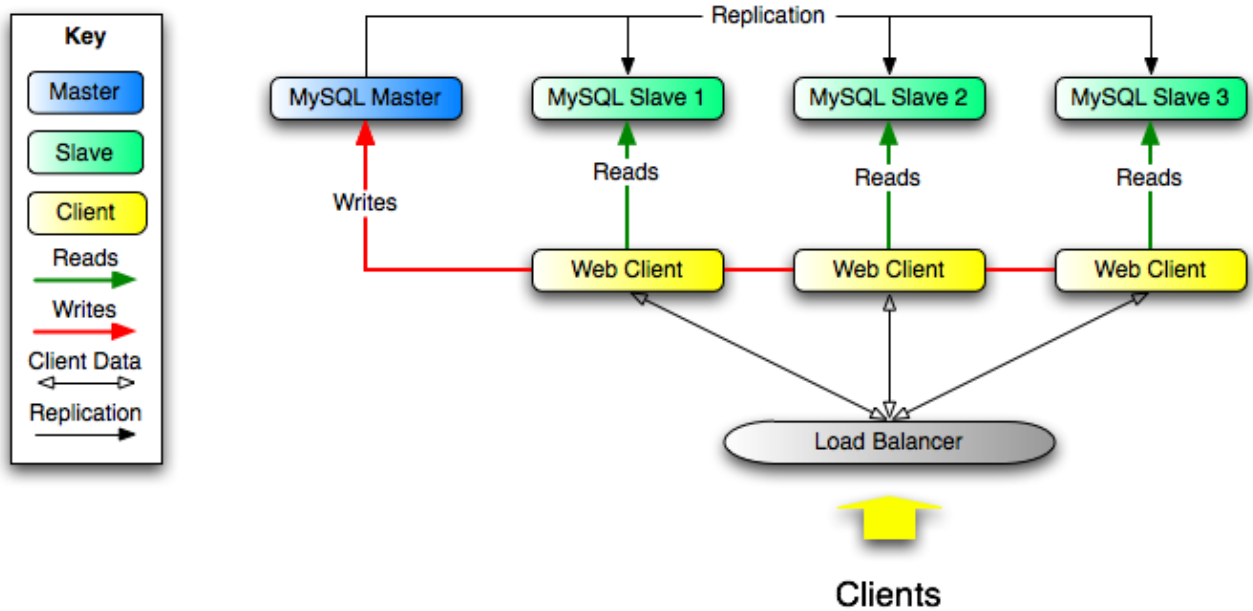 Key
Master
Slave
Client
Reads
Writes
Client Data
Replication
Replication
MySQL Master
MySQL Slave 1
MySQL Slave 2
MySQL Slave 3
Reads
Reads
Reads
Writes
Web Client
Web Client
Web Client
Load Balancer
Clients